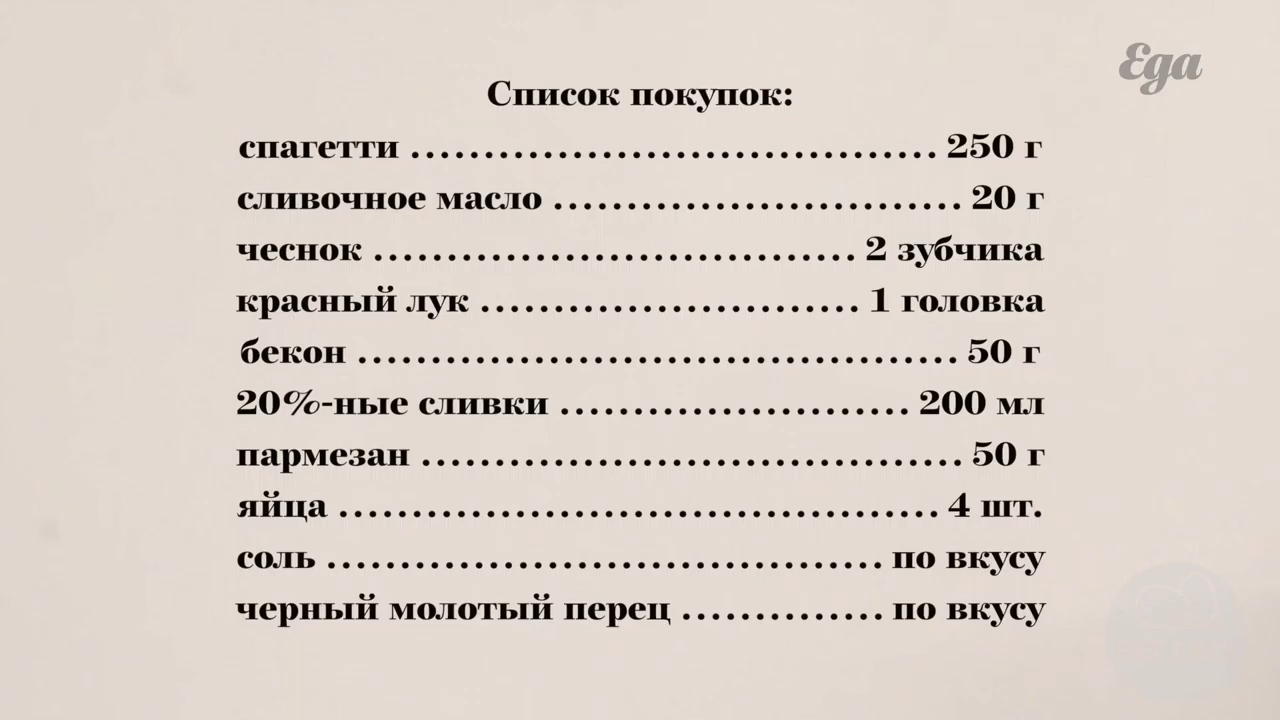 Еда
Список покупок:
спагетти ................................... 250 г
сливочное масло ............................ 20 г
чеснок ................................. 2 зубчика
красный лук .......................... 1 головка
бекон ......................................... 50 г
20%-ные сливки ........................ 200 мл
пармезан ..................................... 50 г
яйца ......................................... 4 шт.
соль ...................................... по вкусу
черный молотый перец .............. по вкусу